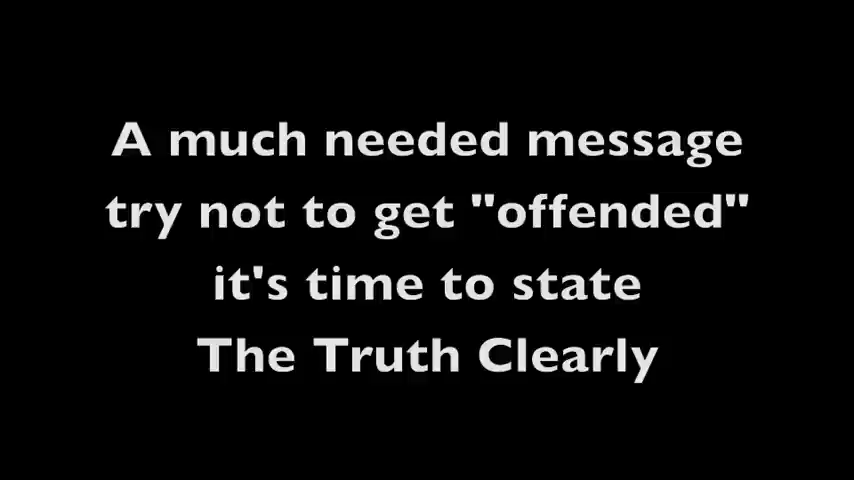 A much needed message
try not to get "offended"
it's time to state
The Truth Clearly